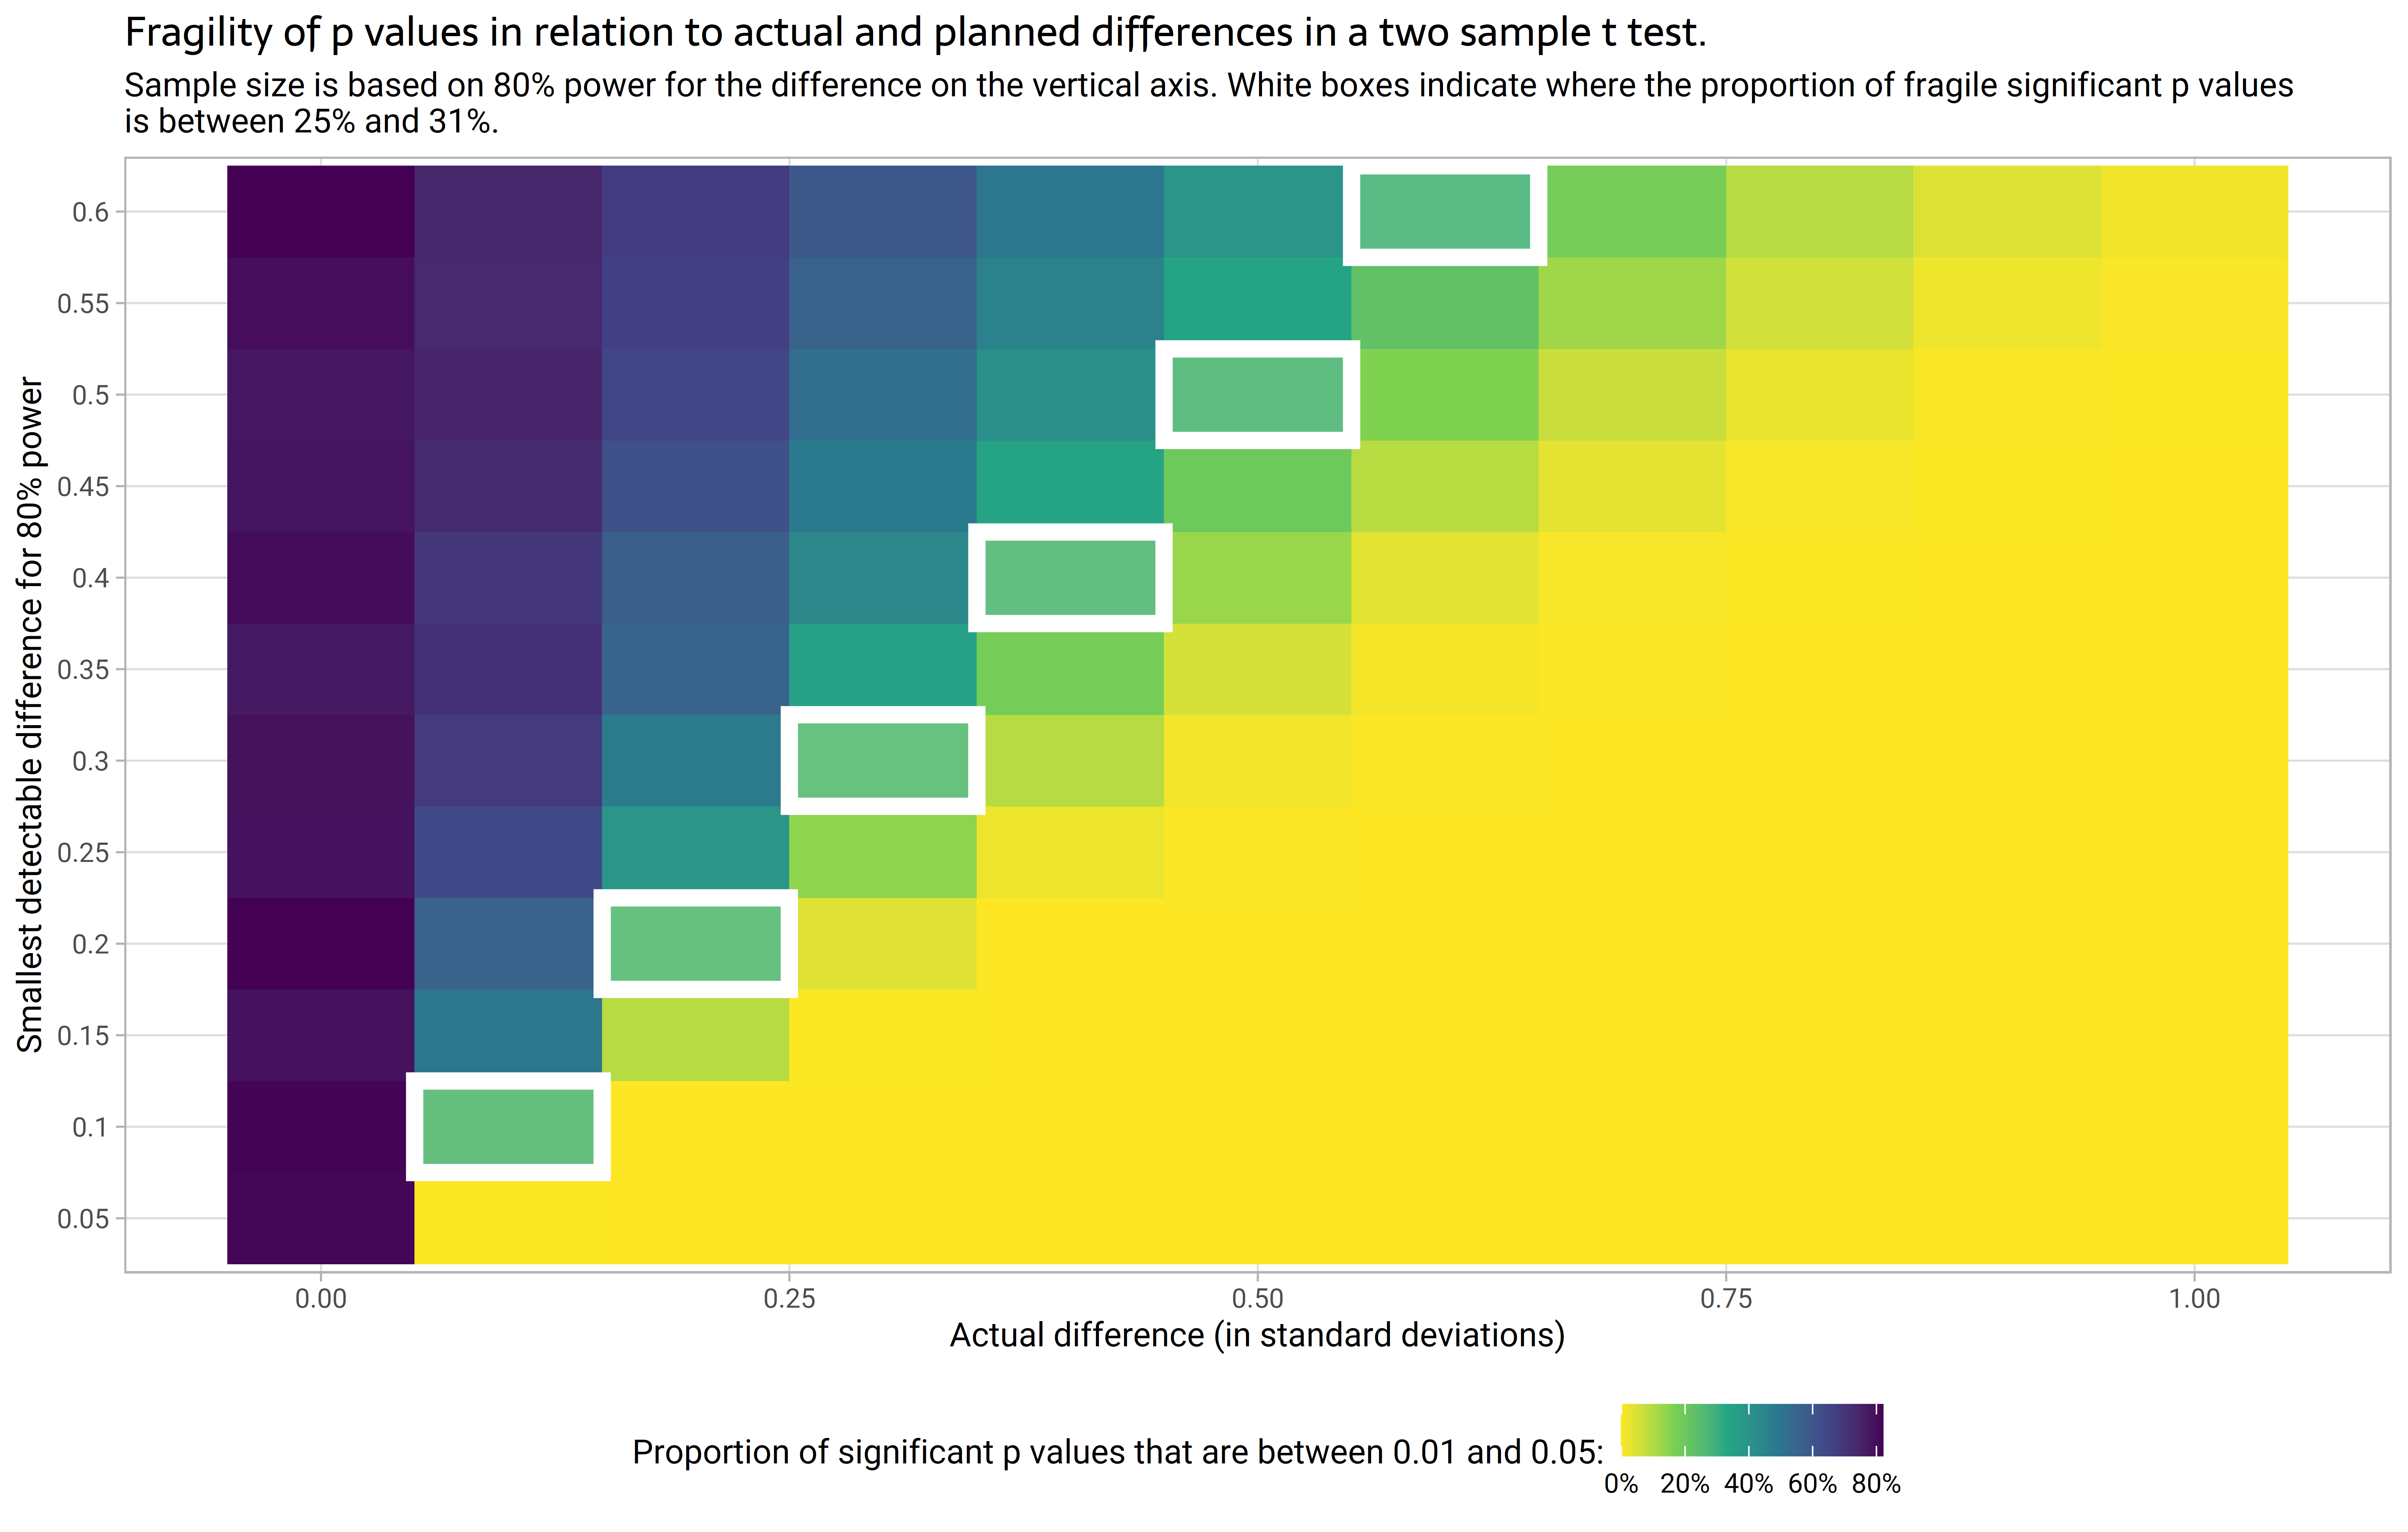 Fragility of p values in relation to actual and planned differences in a two sample t test.
Sample size is based on 80% power for the difference on the vertical axis. White boxes indicate where the proportion of fragile significant p values
is between 25% and 31%.
Smallest detectable difference for 80% power
0.6
0.55
0.5
0.45
0.4
0.35
0.3
0.25
0.2
0.15
0.1
0.05
0.00 0.25 0.50 0.75 1.00
Actual difference (in standard deviations)
Proportion of significant p values that are between 0.01 and 0.05:
0% 20% 40% 60% 80%